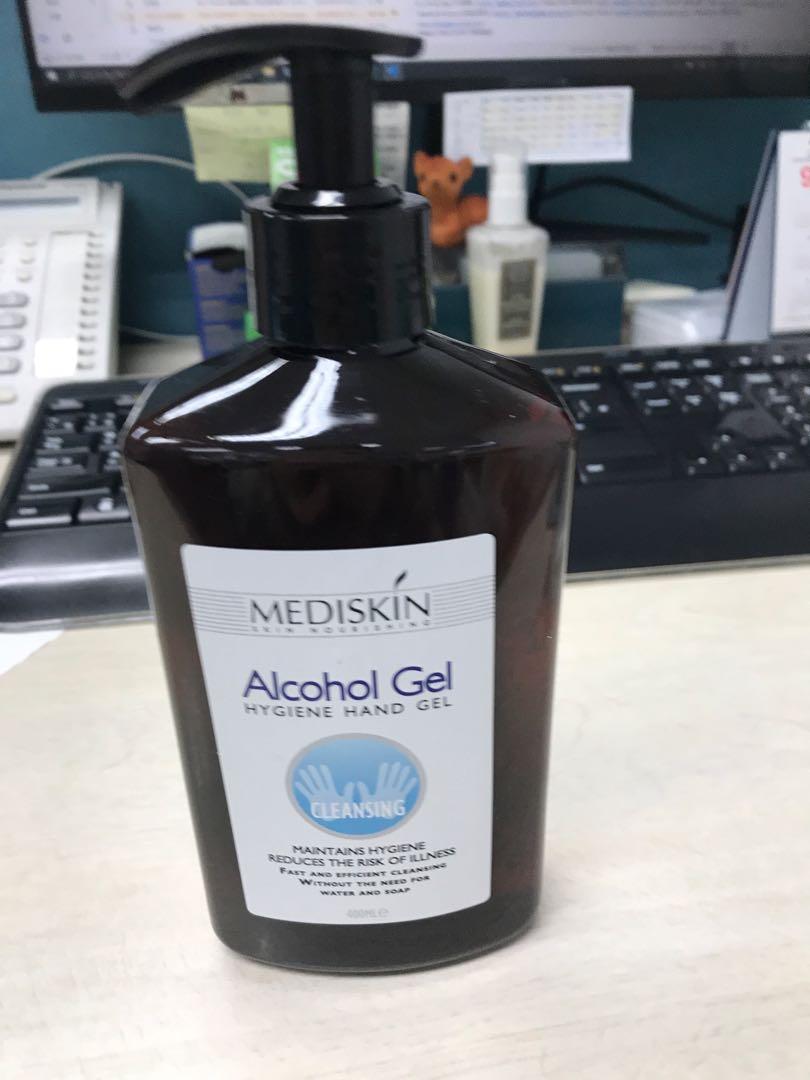 MEDISKIN
SKIN NOURISHING
Alcohol Gel
HYGIENE HAND GEL
CLEANSING
MAINTAINS HYGIENE
REDUCES THE RISK OF ILLNESS
FAST AND EFFICIENT CLEANSING
WITHOUT THE NEED FOR
WATER AND SOAP
400ML℮